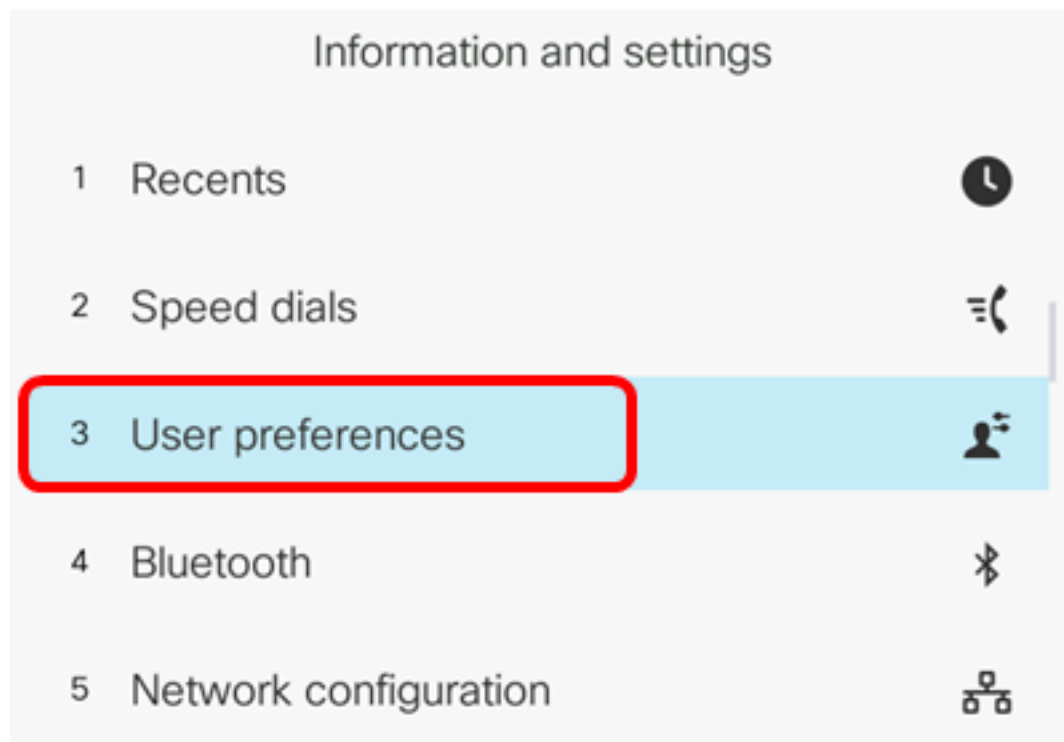 Information and settings
1 Recents
2 Speed dials
3 User preferences
4 Bluetooth
5 Network configuration